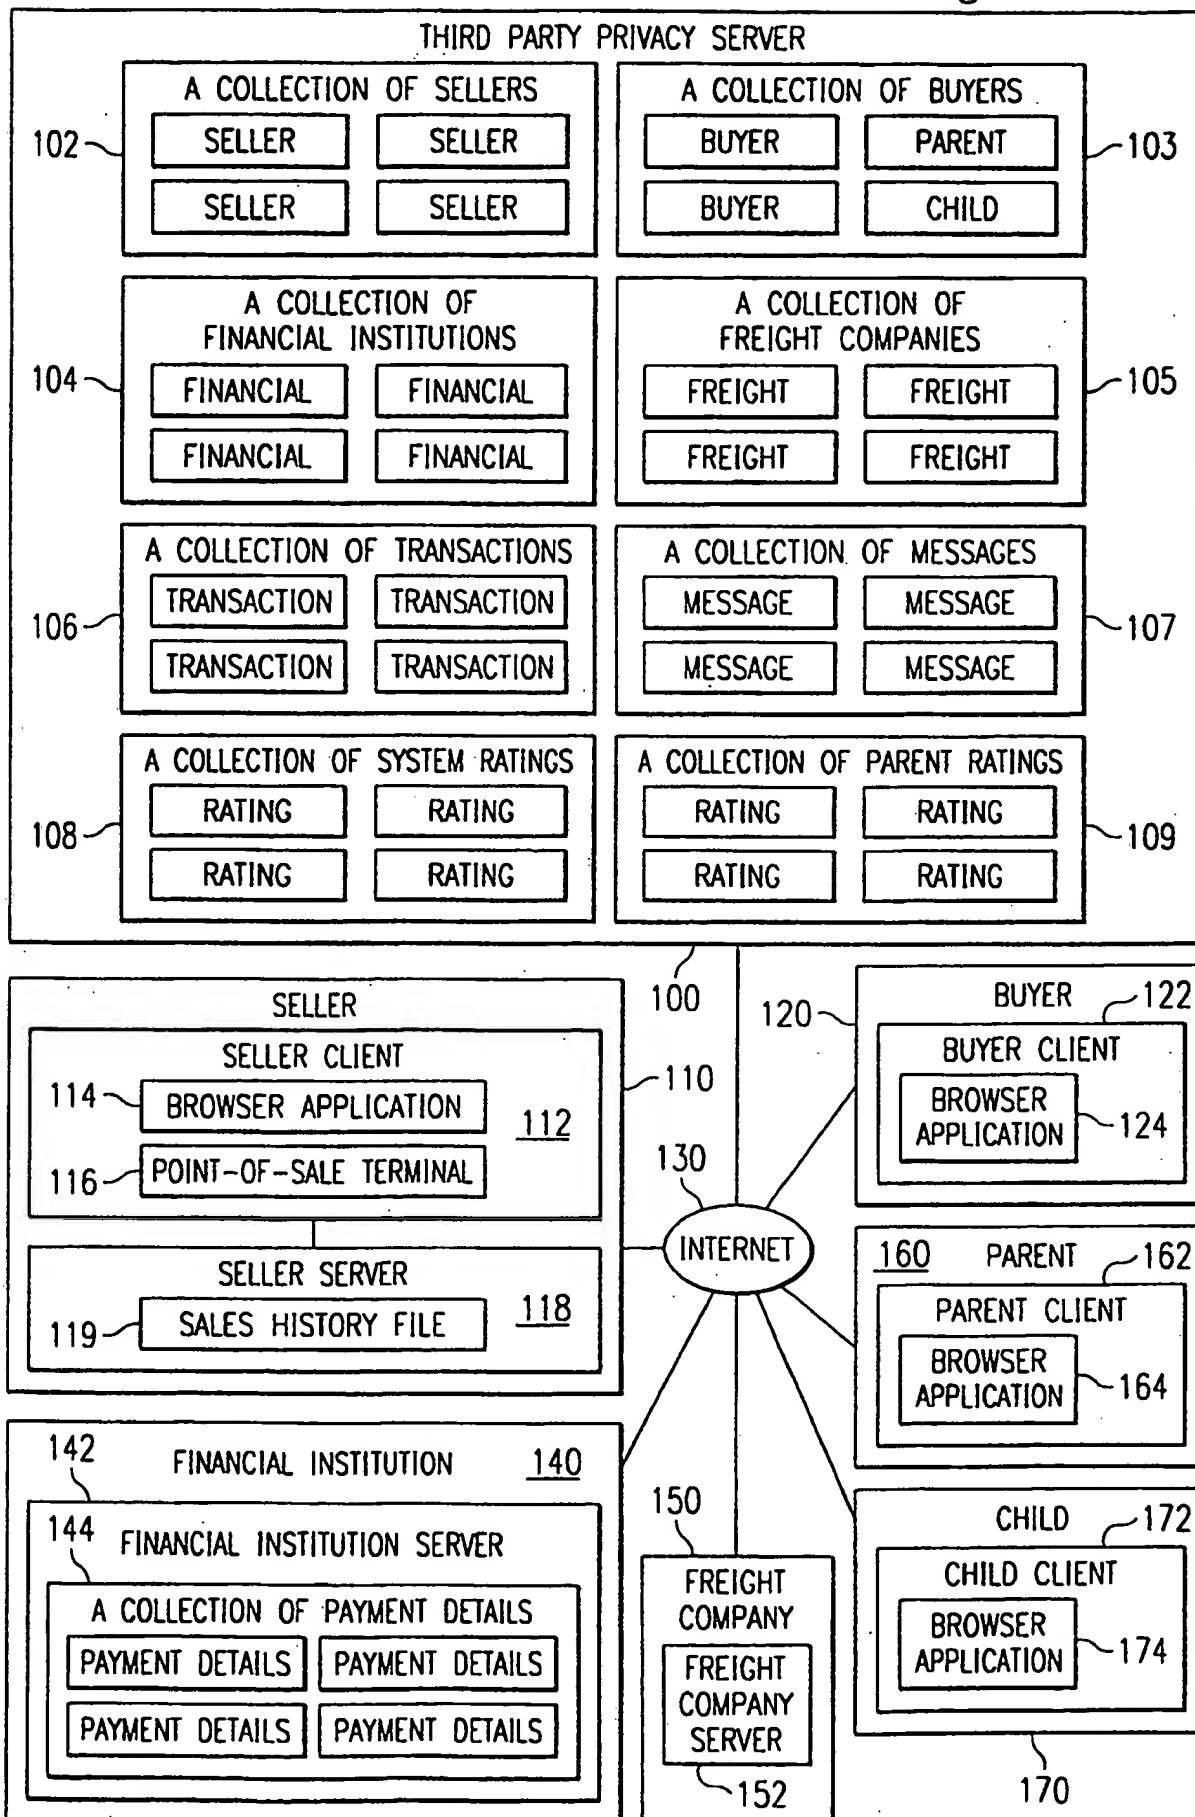 THIRD PARTY PRIVACY SERVER
A COLLECTION OF SELLERS
SELLER SELLER
SELLER SELLER
102
A COLLECTION OF BUYERS
BUYER PARENT
BUYER CHILD
103
A COLLECTION OF
FINANCIAL INSTITUTIONS
FINANCIAL FINANCIAL
FINANCIAL FINANCIAL
104
A COLLECTION OF
FREIGHT COMPANIES
FREIGHT FREIGHT
FREIGHT FREIGHT
105
A COLLECTION OF TRANSACTIONS
TRANSACTION TRANSACTION
TRANSACTION TRANSACTION
106
A COLLECTION OF MESSAGES
MESSAGE MESSAGE
MESSAGE MESSAGE
107
A COLLECTION OF SYSTEM RATINGS
RATING RATING
RATING RATING
108
A COLLECTION OF PARENT RATINGS
RATING RATING
RATING RATING
109
100
SELLER
SELLER CLIENT
114
BROWSER APPLICATION
112
116
POINT-OF-SALE TERMINAL
110
SELLER SERVER
119
SALES HISTORY FILE
118
130
INTERNET
120
BUYER
122
BUYER CLIENT
BROWSER
APPLICATION
124
160
PARENT
162
PARENT CLIENT
BROWSER
APPLICATION
164
142
FINANCIAL INSTITUTION
140
144
FINANCIAL INSTITUTION SERVER
A COLLECTION OF PAYMENT DETAILS
PAYMENT DETAILS PAYMENT DETAILS
PAYMENT DETAILS PAYMENT DETAILS
150
FREIGHT
COMPANY
FREIGHT
COMPANY
SERVER
152
CHILD
172
CHILD CLIENT
BROWSER
APPLICATION
174
170